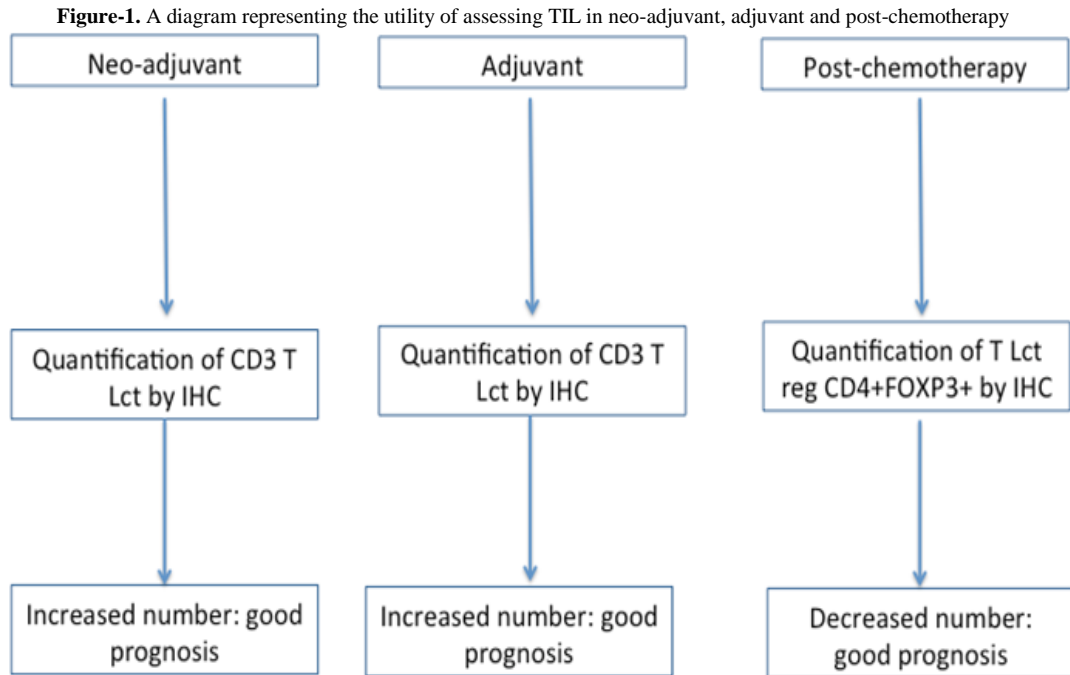 Figure-1. A diagram representing the utility of assessing TIL in neo-adjuvant, adjuvant and post-chemotherapy
Neo-adjuvant
Adjuvant
Post-chemotherapy
Quantification of CD3 T
Lct by IHC
Quantification of CD3 T
Lct by IHC
Quantification of T Lct
reg CD4+FOXP3+ by IHC
Increased number: good
prognosis
Increased number: good
prognosis
Decreased number:
good prognosis